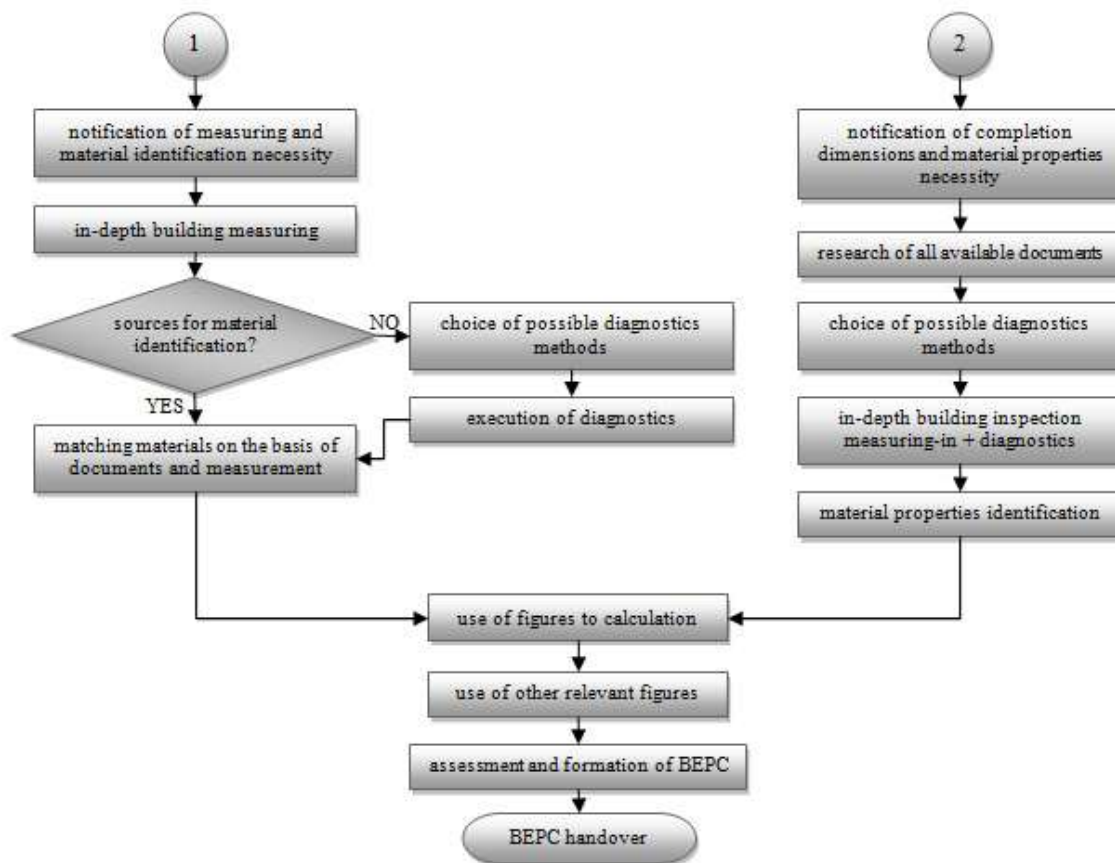 1
notification of measuring and
material identification necessity
in-depth building measuring
sources for material
identification?
NO
YES
choice of possible diagnostics
methods
execution of diagnostics
matching materials on the basis of
documents and measurement
2
notification of completion
dimensions and material properties
necessity
research of all available documents
choice of possible diagnostics
methods
in-depth building inspection
measuring-in + diagnostics
material properties identification
use of figures to calculation
use of other relevant figures
assessment and formation of BEPC
BEPC handover